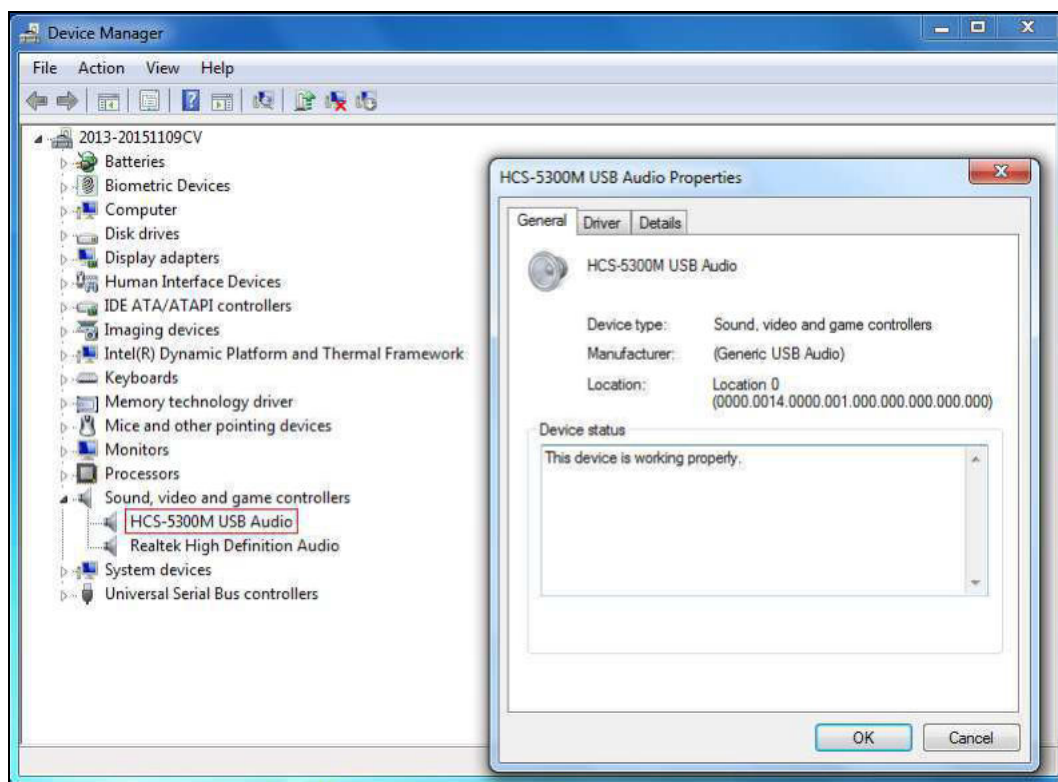 Device Manager
File Action View Help
2013-20151109CV
Batteries
Biometric Devices
Computer
Disk drives
Display adapters
Human Interface Devices
IDE ATA/ATAPI controllers
Imaging devices
Intel(R) Dynamic Platform and Thermal Framework
Keyboards
Memory technology driver
Mice and other pointing devices
Monitors
Processors
Sound, video and game controllers
HCS-5300M USB Audio
Realtek High Definition Audio
System devices
Universal Serial Bus controllers
HCS-5300M USB Audio Properties
General Driver Details
HCS-5300M USB Audio
Device type: Sound, video and game controllers
Manufacturer: (Generic USB Audio)
Location: Location 0
(0000.0014.0000.001.000.000.000.000.000)
Device status
This device is working properly.
OK Cancel